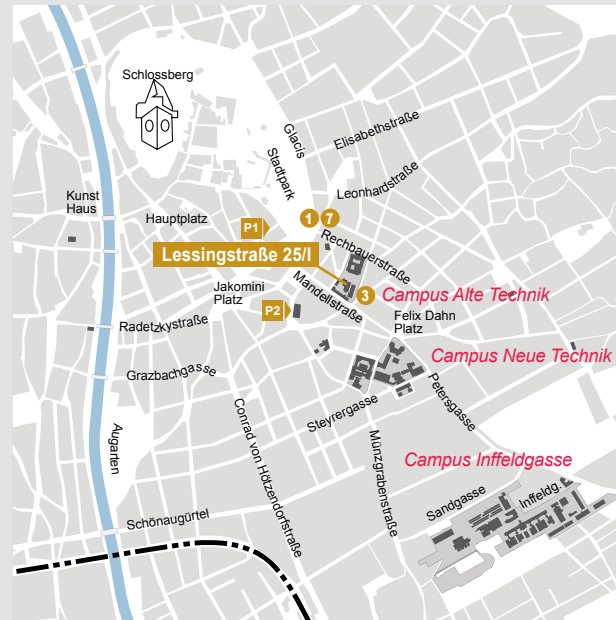 Schlossberg
Glacis
Elisabethstraße
Stadtpark
Leonhardstraße
Kunst
Haus
Hauptplatz
P1
1
7
Rechbauerstraße
Lessingstraße 25/I
Jakomini
Platz
Mandellstraße
3
Campus Alte Technik
P2
Felix Dahn
Platz
Radetzkystraße
Campus Neue Technik
Grazbachgasse
Petersgasse
Steyrergasse
Conrad von Hötzendorfstraße
Augarten
Münzgrabenstraße
Campus Inffeldgasse
Sandgasse
Inffeldg.
Schönaugürtel